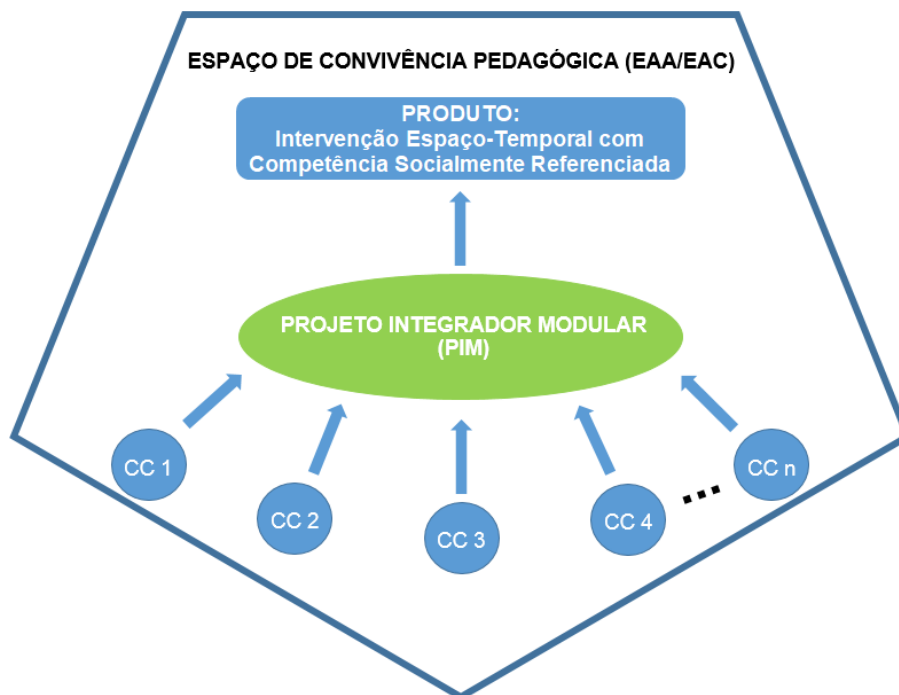 ESPAÇO DE CONVIVÊNCIA PEDAGÓGICA (EAA/EAC)
PRODUTO:
Intervenção Espaço-Temporal com
Competência Socialmente Referenciada
PROJETO INTEGRADOR MODULAR
(PIM)
CC 1
CC 2
CC 3
CC 4
...
CC n